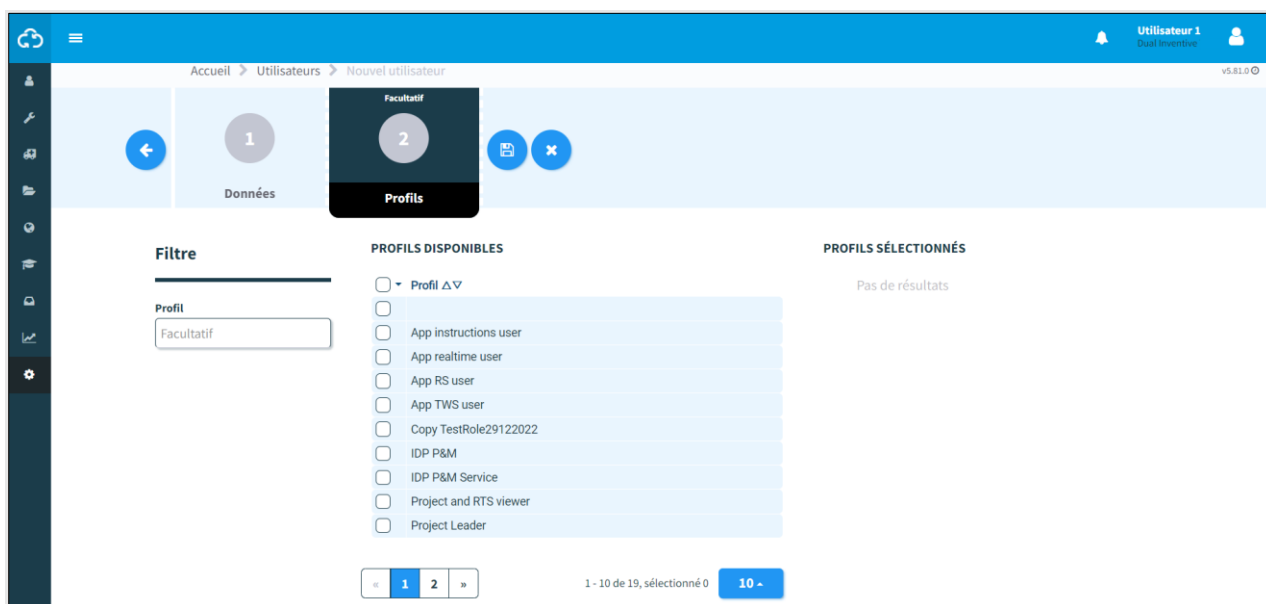 Utilisateur 1
Dual Inventive
Accueil > Utilisateurs > Nouvel utilisateur
v5.81.0
1
Données
Facultatif
2
Profils
Filtre
Profil
Facultatif
PROFILS DISPONIBLES
Profil
App instructions user
App realtime user
App RS user
App TWS user
Copy TestRole29122022
IDP P&M
IDP P&M Service
Project and RTS viewer
Project Leader
« 1 2 »
1 - 10 de 19, sélectionné 0
10
PROFILS SÉLECTIONNÉS
Pas de résultats